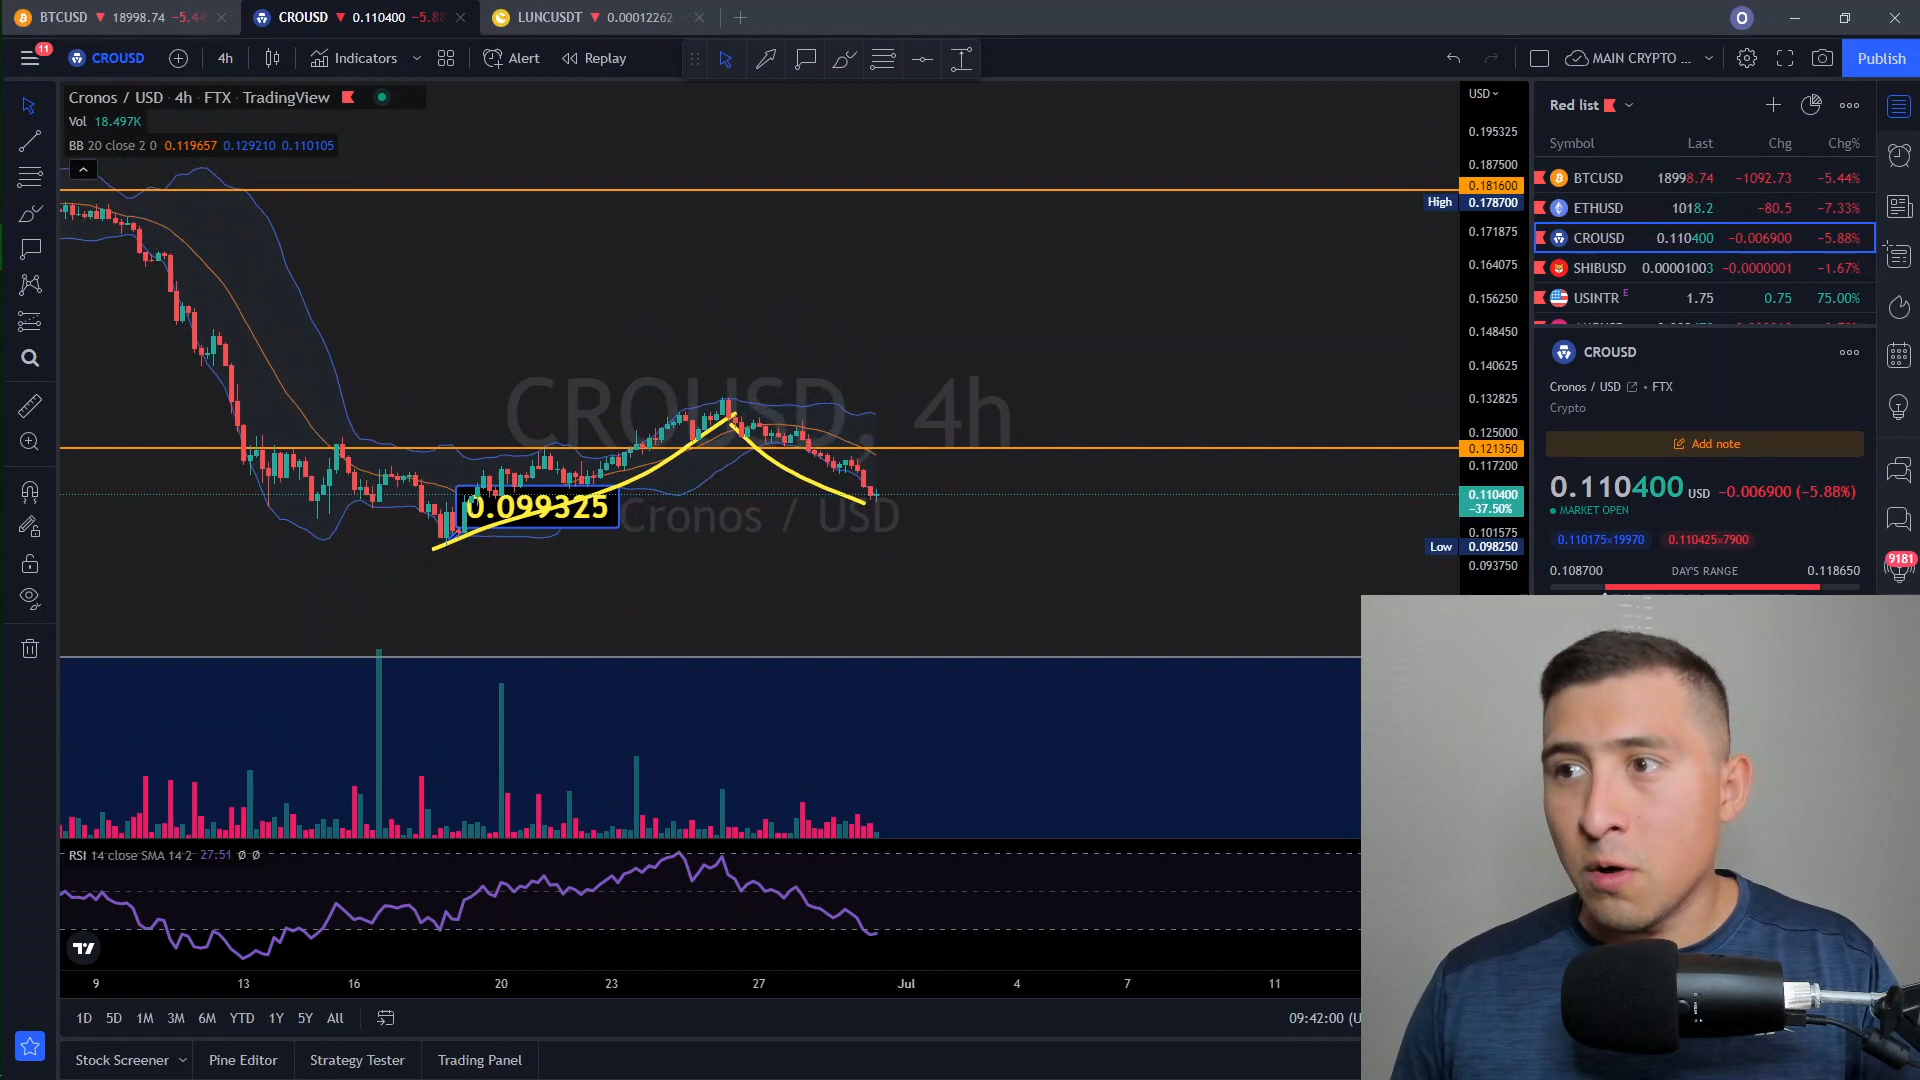 BTCUSD ▼ 18998.74 −5.44
CROUSD ▼ 0.110400 −5.88
LUNCUSDT ▼ 0.00012262
O
11
CROUSD
4h
Indicators
Alert
Replay
MAIN CRYPTO ...
Publish
Cronos / USD · 4h · FTX · TradingView
Vol 18.497K
BB 20 close 2 0 0.119657 0.129210 0.110105
CROUSD, 4h
Cronos / USD
0.099325
USD
0.195325
0.187500
0.181600
High 0.178700
0.171875
0.164075
0.156250
0.148450
0.140625
0.132825
0.125000
0.121350
0.117200
0.110400
−37.50%
0.101575
Low 0.098250
0.093750
RSI 14 close SMA 14 2 27.51 Ø Ø
9 13 16 20 23 27 Jul 4 7 11
1D 5D 1M 3M 6M YTD 1Y 5Y All
09:42:00 (U
Stock Screener
Pine Editor
Strategy Tester
Trading Panel
Red list
Symbol Last Chg Chg%
BTCUSD 18998.74 −1092.73 −5.44%
ETHUSD 1018.2 −80.5 −7.33%
CROUSD 0.110400 −0.006900 −5.88%
SHIBUSD 0.00001003 −0.0000001 −1.67%
USINTR E 1.75 0.75 75.00%
CROUSD
Cronos / USD • FTX
Crypto
Add note
0.110400 USD −0.006900 (−5.88%)
MARKET OPEN
0.110175×19970 0.110425×7900
0.108700 DAY'S RANGE 0.118650
9181